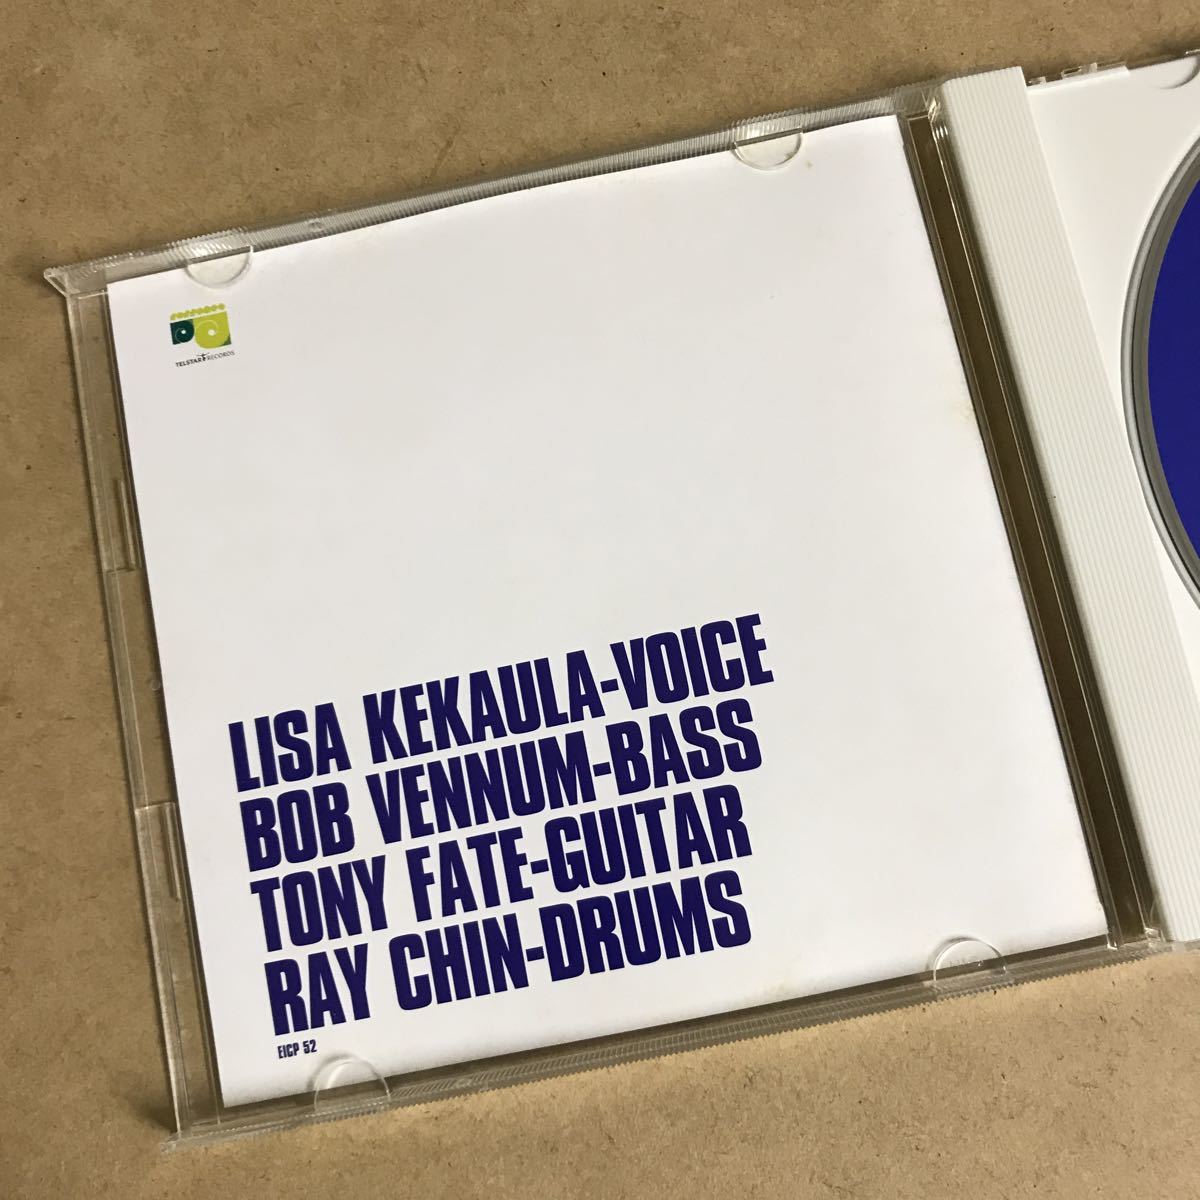 TELSTAR RECORDS
LISA KEKAULA-VOICE
BOB VENNUM-BASS
TONY FATE-GUITAR
RAY CHIN-DRUMS
EICP 52